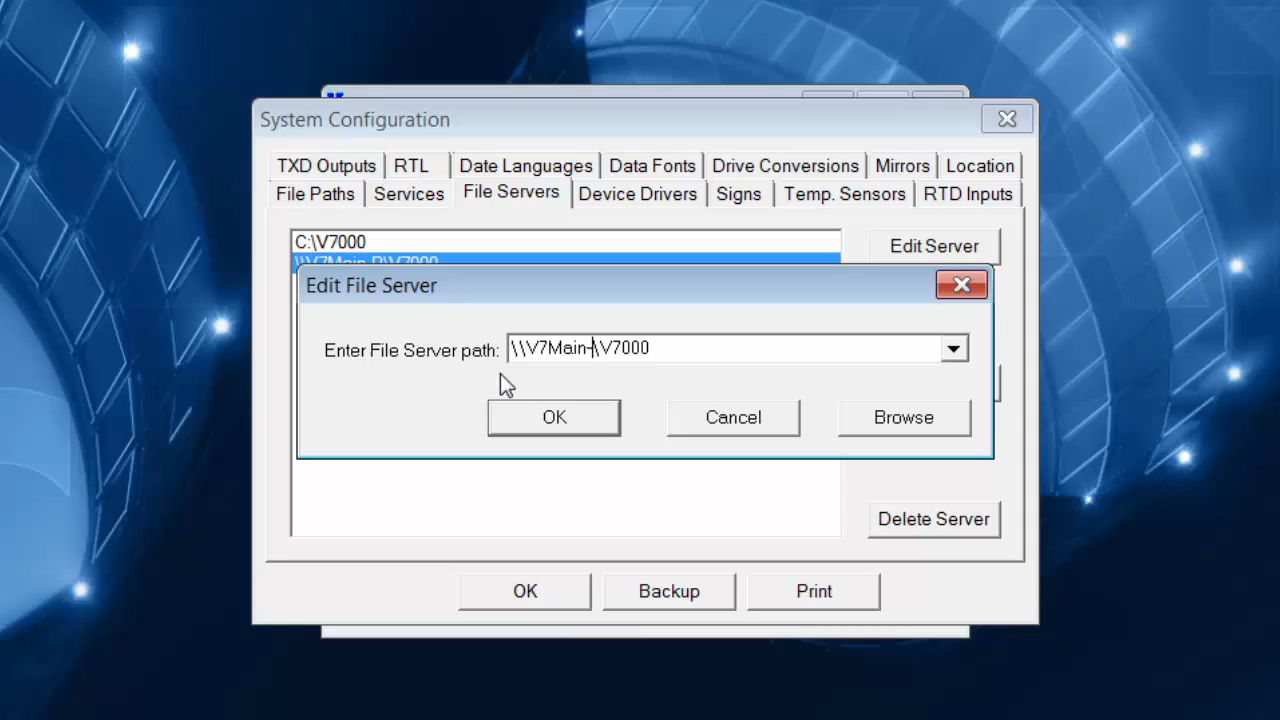 System Configuration
TXD Outputs RTL Date Languages Data Fonts Drive Conversions Mirrors Location
File Paths Services File Servers Device Drivers Signs Temp. Sensors RTD Inputs
C:\V7000
Edit Server
\\V7Main-P\V7000
Edit File Server
Enter File Server path: \\V7Main-\V7000
OK Cancel Browse
Delete Server
OK Backup Print